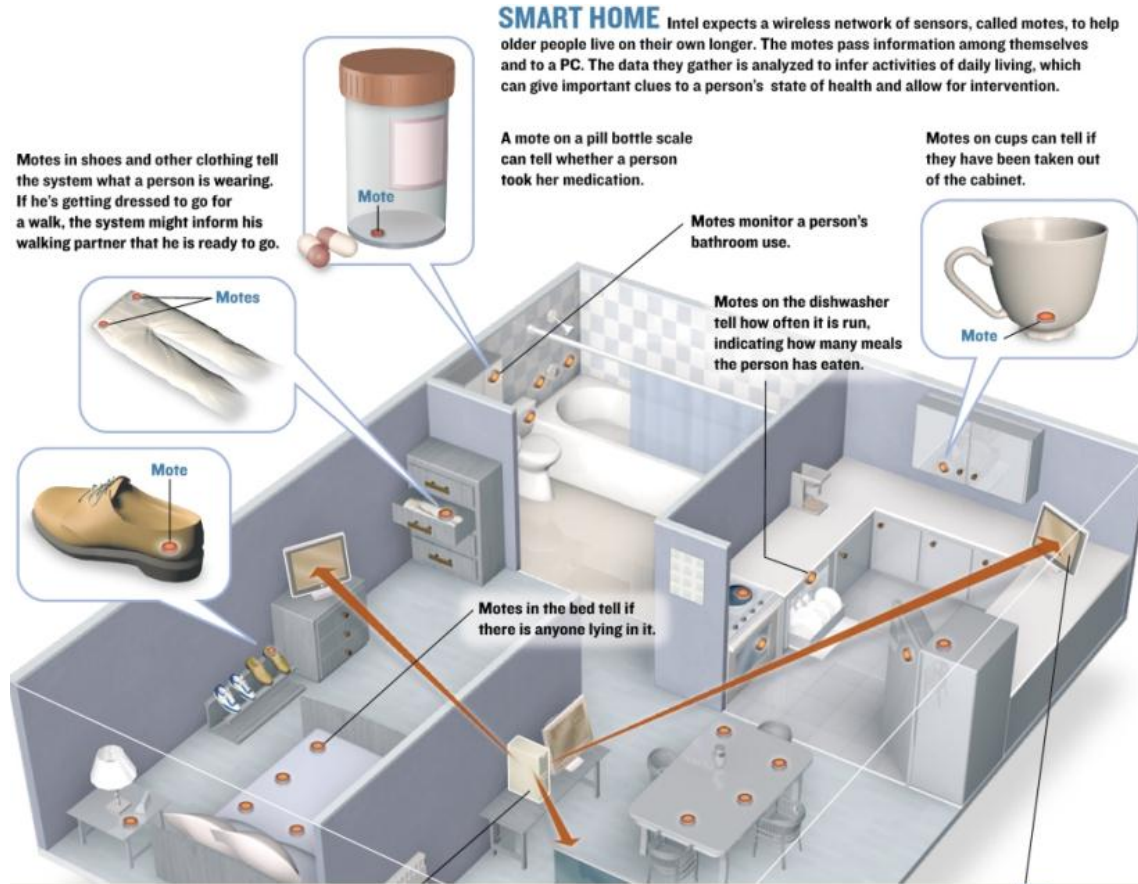 SMART HOME Intel expects a wireless network of sensors, called motes, to help
older people live on their own longer. The motes pass information among themselves
and to a PC. The data they gather is analyzed to infer activities of daily living, which
can give important clues to a person's state of health and allow for intervention.
Motes in shoes and other clothing tell
the system what a person is wearing.
If he's getting dressed to go for
a walk, the system might inform his
walking partner that he is ready to go.
A mote on a pill bottle scale
can tell whether a person
took her medication.
Motes on cups can tell if
they have been taken out
of the cabinet.
Mote
Motes monitor a person's
bathroom use.
Motes
Motes on the dishwasher
tell how often it is run,
indicating how many meals
the person has eaten.
Mote
Mote
Motes in the bed tell if
there is anyone lying in it.